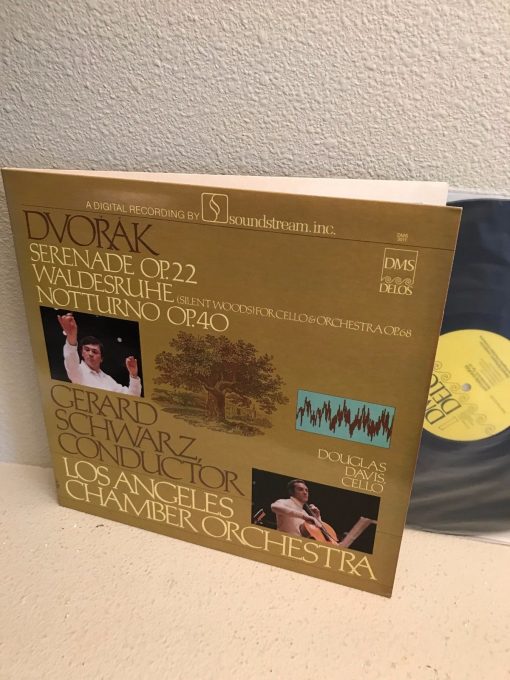 A DIGITAL RECORDING BY soundstream, inc.
DVOŘÁK
SERENADE OP.22
WALDESRUHE (SILENT WOODS) FOR CELLO & ORCHESTRA OP.68
NOTTURNO OP.40
DMS
DELOS
GERARD
SCHWARZ,
CONDUCTOR
LOS ANGELES
CHAMBER ORCHESTRA
DOUGLAS
DAVIS,
CELLO